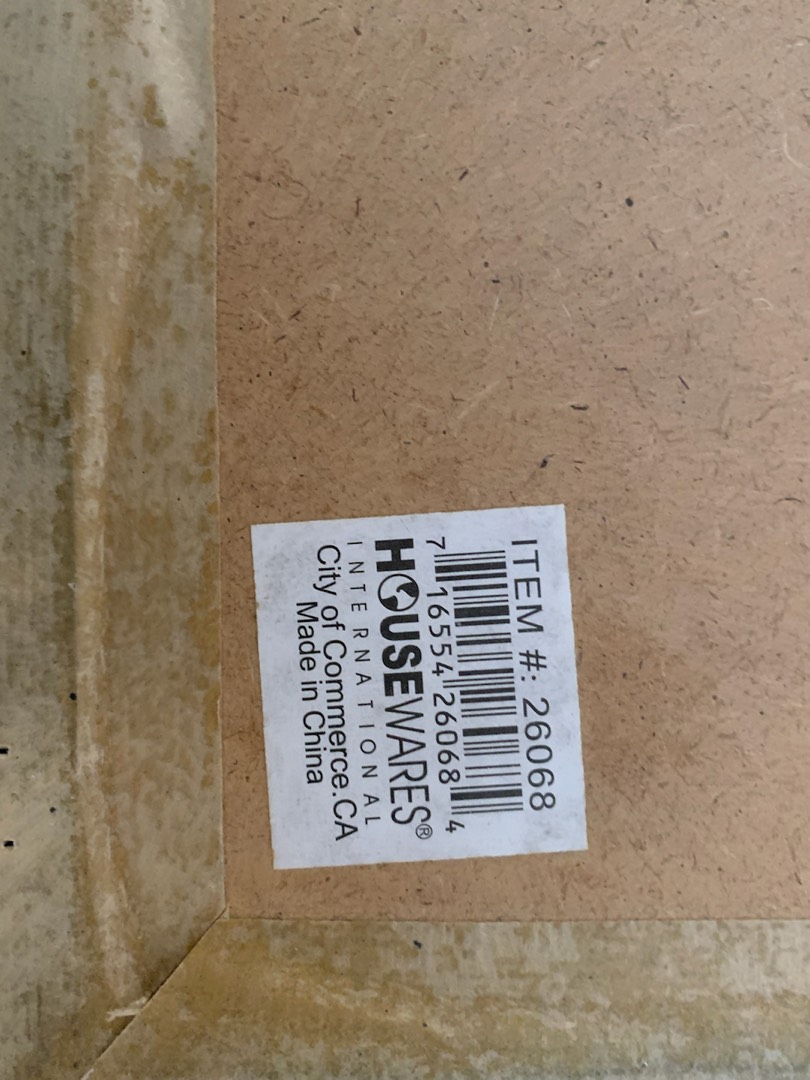 ITEM #: 26068
7 16554 26068 4
HOUSEWARES®
INTERNATIONAL
City of Commerce.CA
Made in China